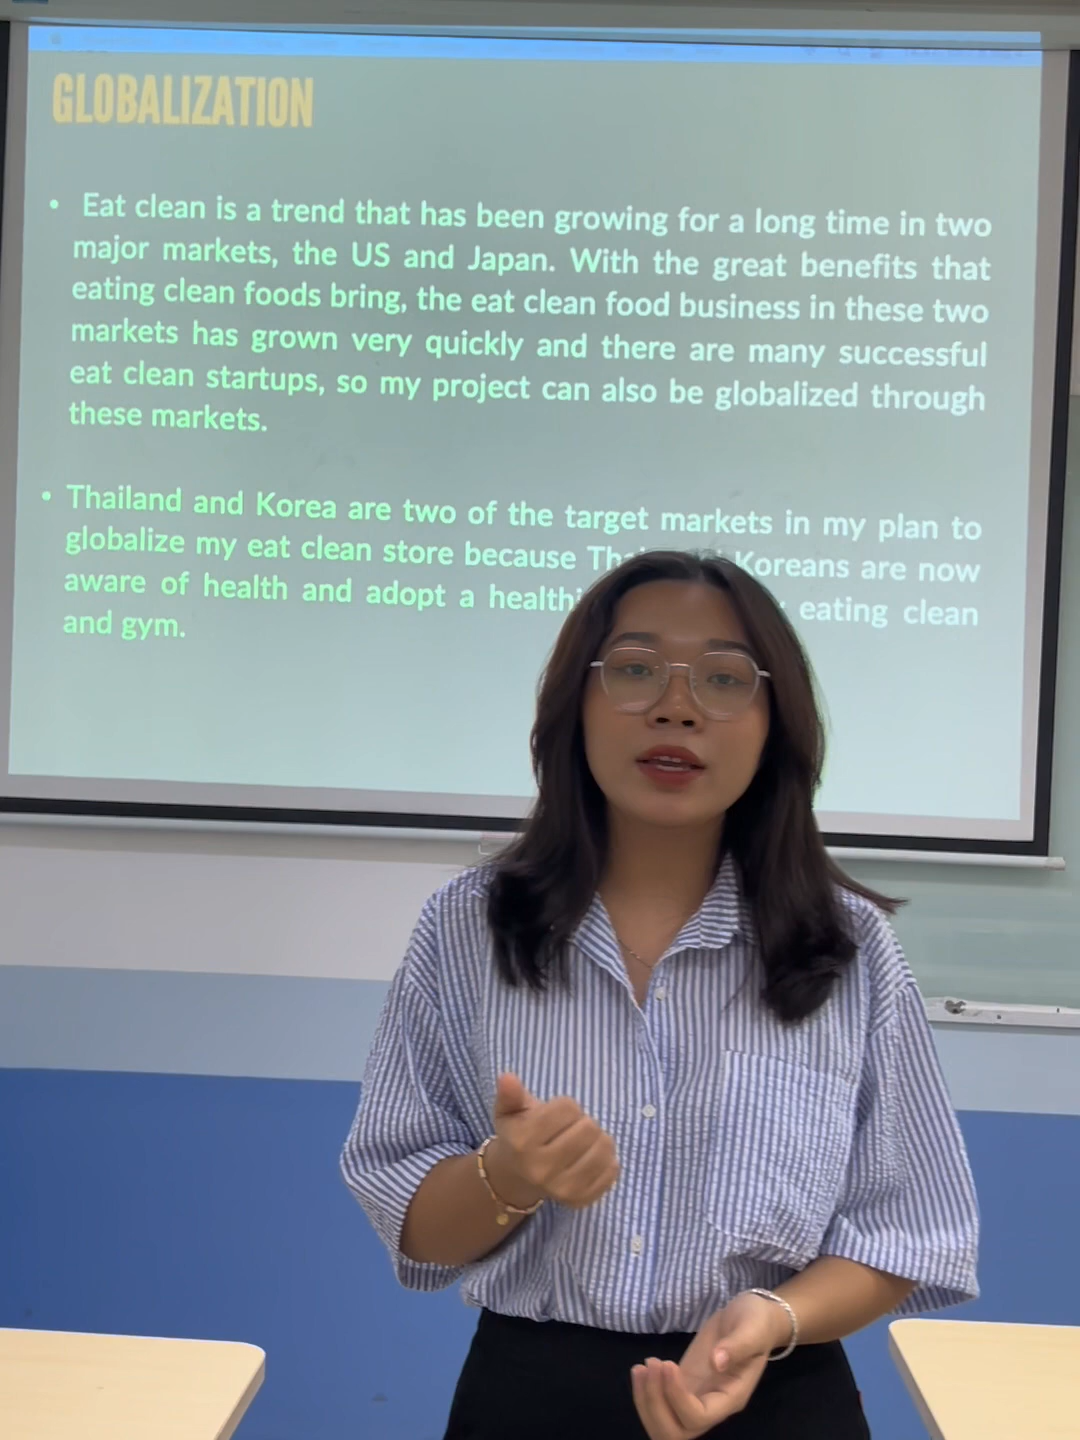 GLOBALIZATION
• Eat clean is a trend that has been growing for a long time in two
major markets, the US and Japan. With the great benefits that
eating clean foods bring, the eat clean food business in these two
markets has grown very quickly and there are many successful
eat clean startups, so my project can also be globalized through
these markets.
• Thailand and Korea are two of the target markets in my plan to
globalize my eat clean store because Koreans are now
aware of health and adopt a eating clean
and gym.